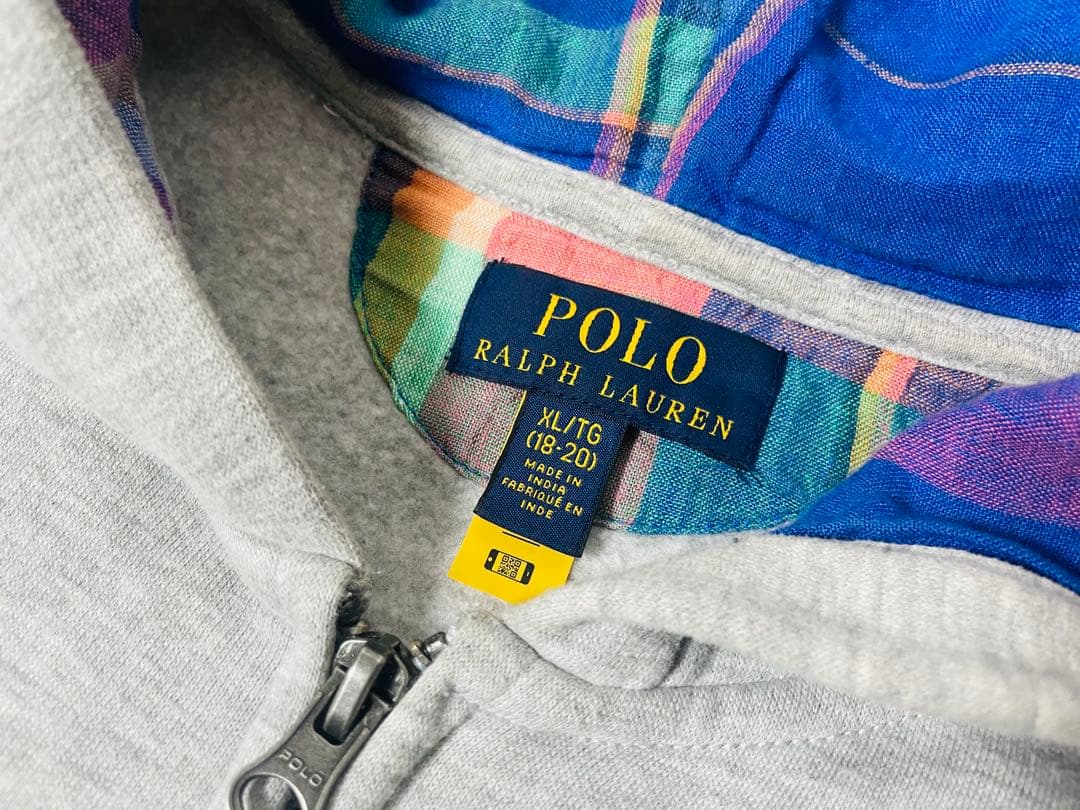 POLO
RALPH LAUREN
XL/TG
(18-20)
MADE IN
INDIA
FABRIQUÉ EN
INDE
POLO